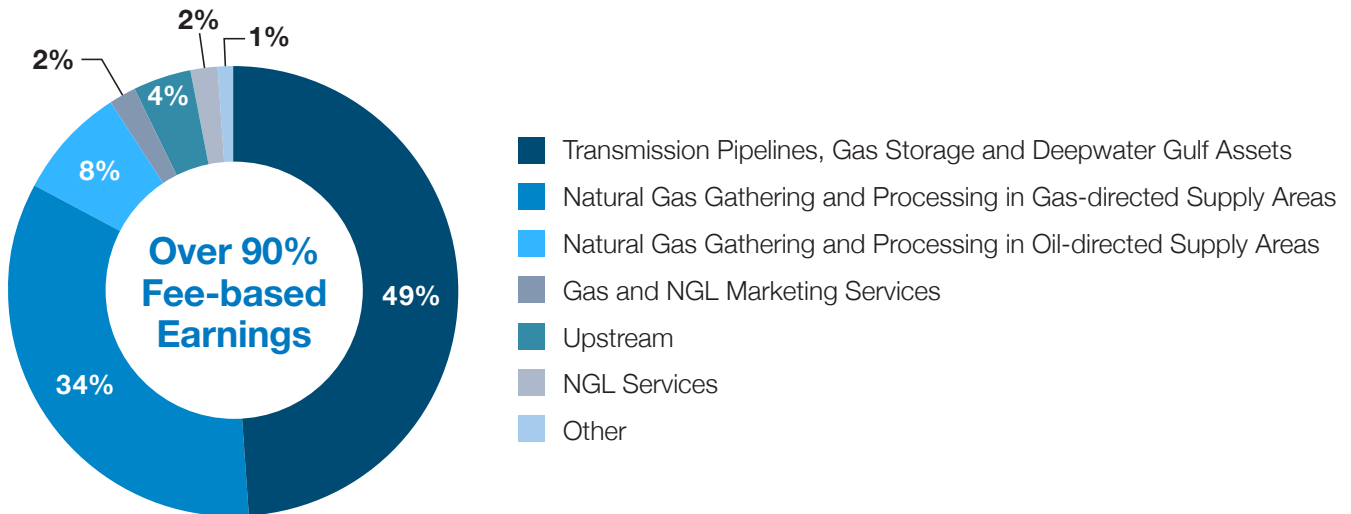 2%
1%
2%
4%
8%
Over 90%
Fee-based
Earnings
49%
34%
Transmission Pipelines, Gas Storage and Deepwater Gulf Assets
Natural Gas Gathering and Processing in Gas-directed Supply Areas
Natural Gas Gathering and Processing in Oil-directed Supply Areas
Gas and NGL Marketing Services
Upstream
NGL Services
Other